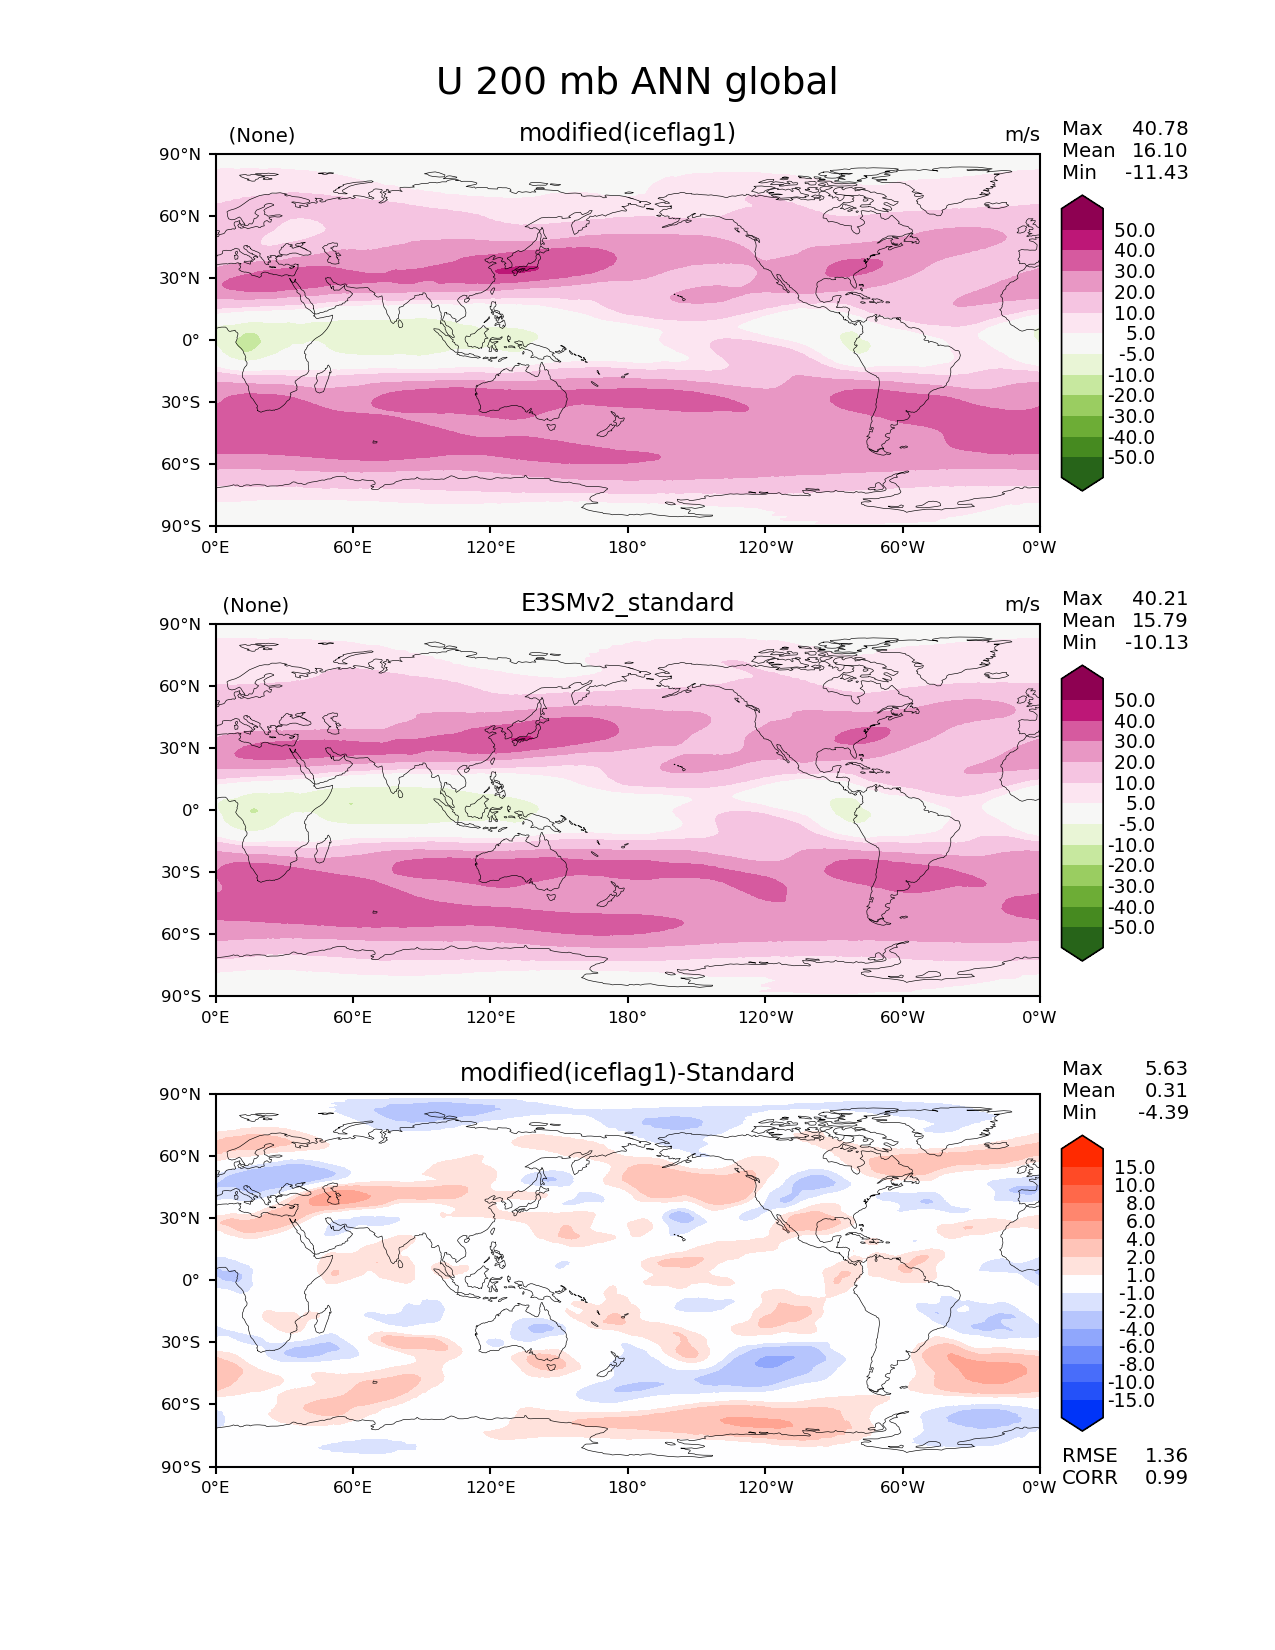 U 200 mb ANN global
(None) modified(iceflag1) m/s
Max 40.78
Mean 16.10
Min -11.43
90°N
60°N
30°N
0°
30°S
60°S
90°S
0°E 60°E 120°E 180° 120°W 60°W 0°W
50.0
40.0
30.0
20.0
10.0
5.0
-5.0
-10.0
-20.0
-30.0
-40.0
-50.0
(None) E3SMv2_standard m/s
Max 40.21
Mean 15.79
Min -10.13
90°N
60°N
30°N
0°
30°S
60°S
90°S
0°E 60°E 120°E 180° 120°W 60°W 0°W
50.0
40.0
30.0
20.0
10.0
5.0
-5.0
-10.0
-20.0
-30.0
-40.0
-50.0
modified(iceflag1)-Standard
Max 5.63
Mean 0.31
Min -4.39
90°N
60°N
30°N
0°
30°S
60°S
90°S
0°E 60°E 120°E 180° 120°W 60°W 0°W
15.0
10.0
8.0
6.0
4.0
2.0
1.0
-1.0
-2.0
-4.0
-6.0
-8.0
-10.0
-15.0
RMSE 1.36
CORR 0.99